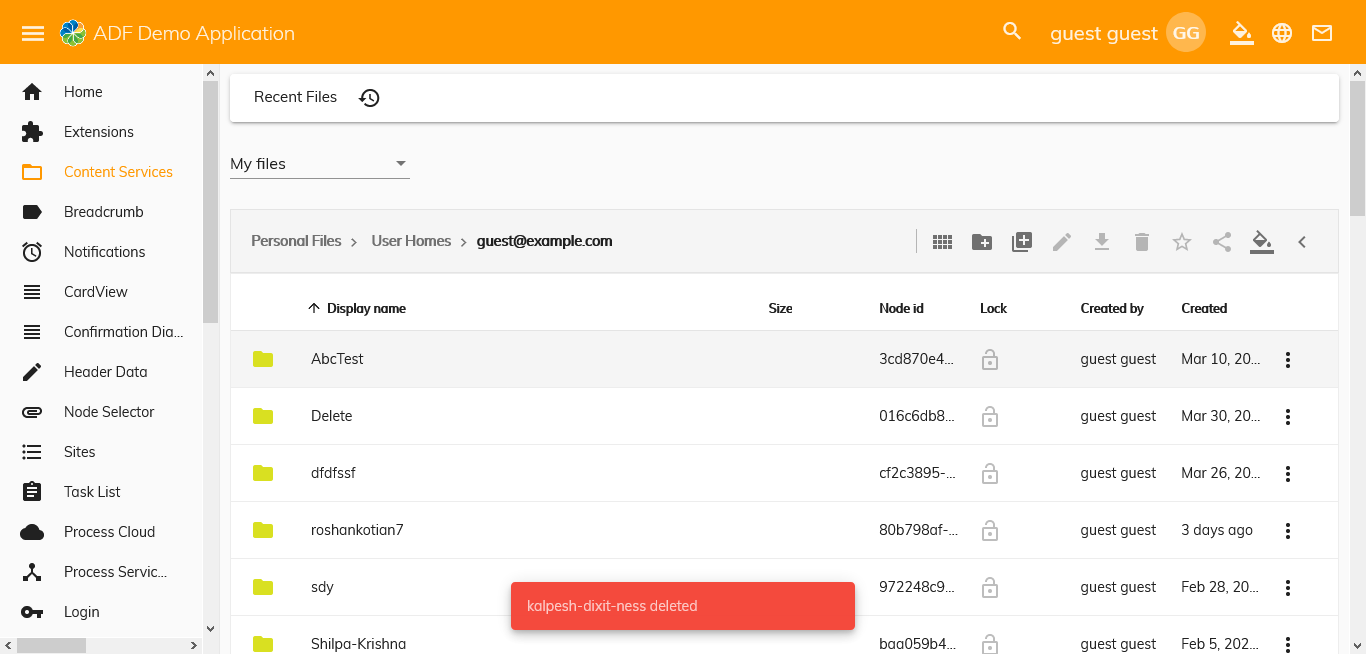 ADF Demo Application
guest guest GG
Home
Extensions
Content Services
Breadcrumb
Notifications
CardView
Confirmation Dia...
Header Data
Node Selector
Sites
Task List
Process Cloud
Process Servic...
Login
Recent Files
My files
Personal Files > User Homes > guest@example.com
Display name Size Node id Lock Created by Created
AbcTest 3cd870e4... guest guest Mar 10, 20...
Delete 016c6db8... guest guest Mar 30, 20...
dfdfssf cf2c3895-... guest guest Mar 26, 20...
roshankotian7 80b798af-... guest guest 3 days ago
sdy 972248c9... guest guest Feb 28, 20...
kalpesh-dixit-ness deleted
Shilpa-Krishna baa059b4... guest guest Feb 5, 202...